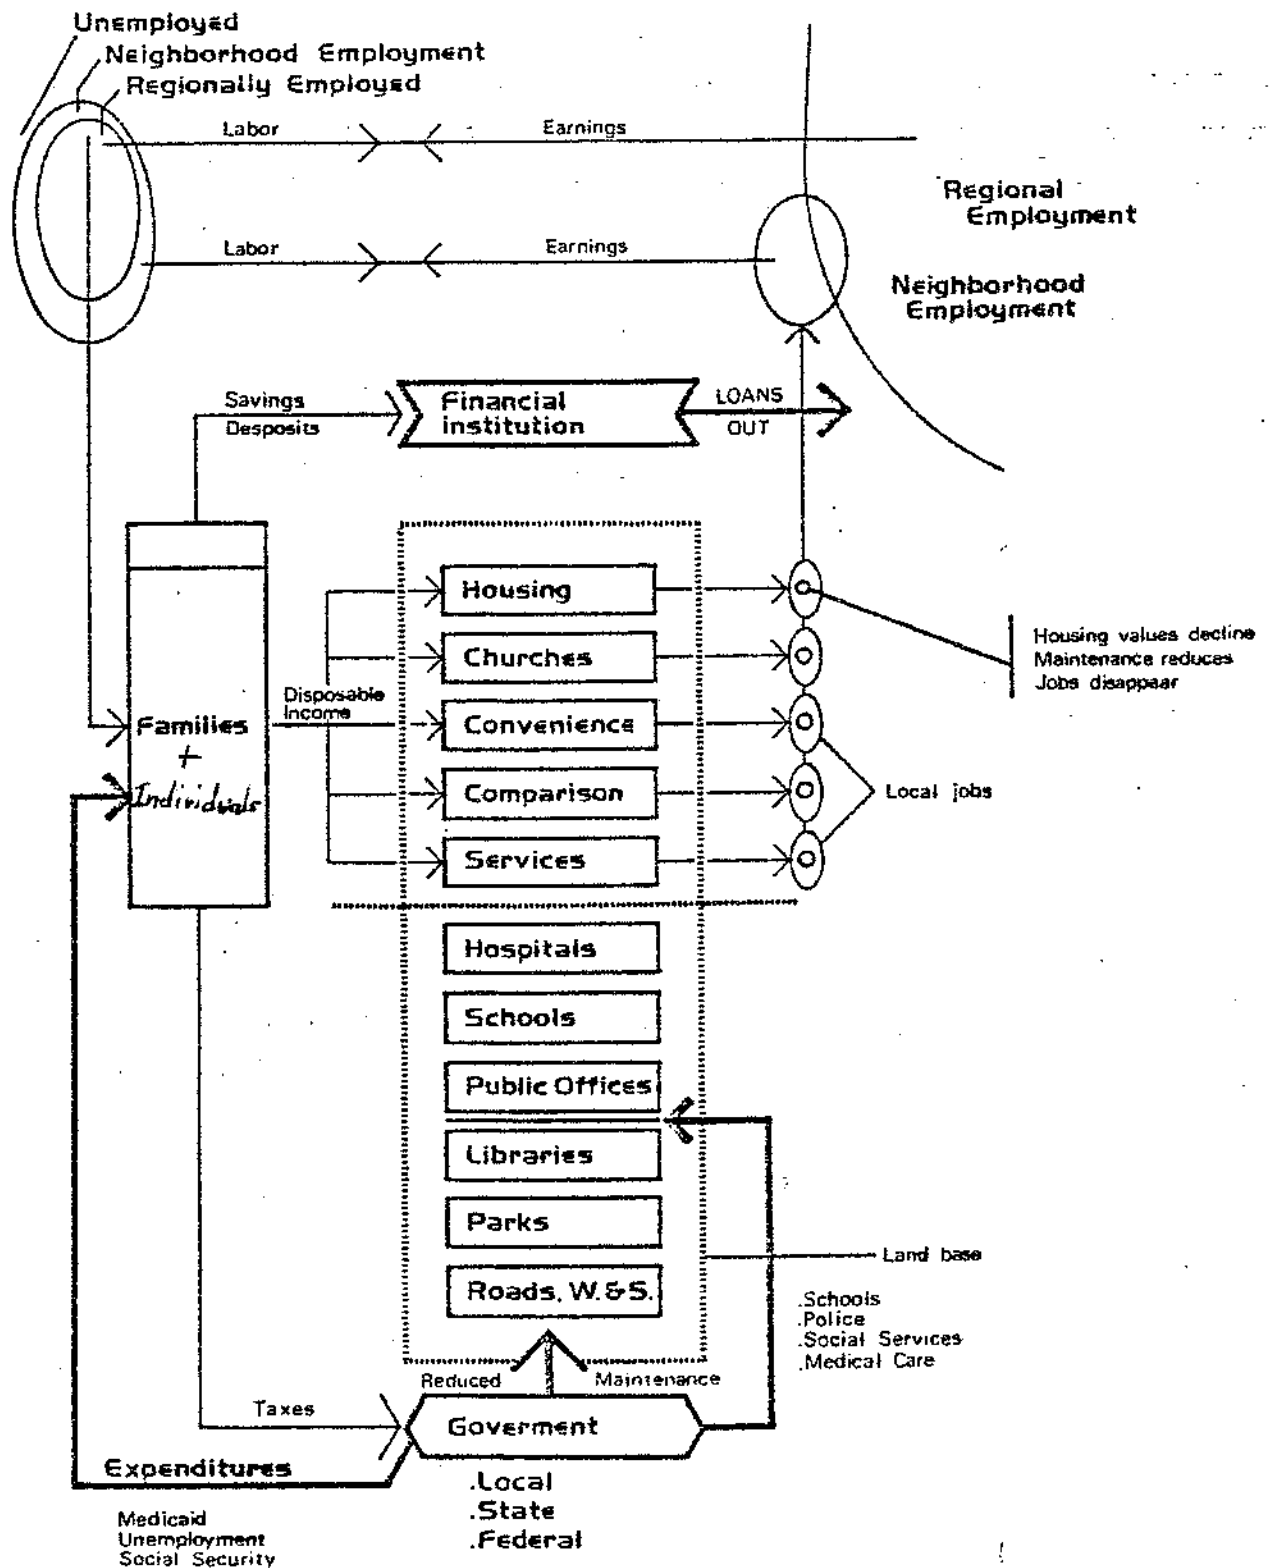 Unemployed
Neighborhood Employment
Regionally Employed
Labor
Earnings
Regional
Employment
Labor
Earnings
Neighborhood
Employment
Savings
Desposits
Financial
institution
LOANS
OUT
Housing
Churches
Convenience
Comparison
Services
Disposable
Income
Families
+
Individuals
Housing values decline
Maintenance reduces
Jobs disappear
Local jobs
Hospitals
Schools
Public Offices
Libraries
Parks
Roads, W.&S.
Land base
.Schools
.Police
.Social Services
.Medical Care
Reduced
Maintenance
Taxes
Goverment
Expenditures
.Local
.State
.Federal
Medicaid
Unemployment
Social Security